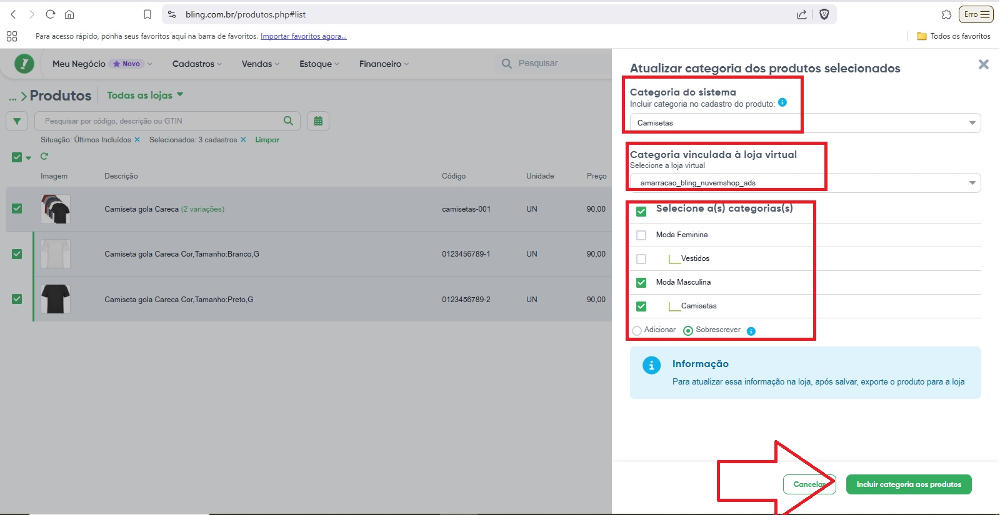 bling.com.br/produtos.php#list
Erro
Para acesso rápido, ponha seus favoritos aqui na barra de favoritos. Importar favoritos agora...
Todos os favoritos
Meu Negócio Novo Cadastros Vendas Estoque Financeiro Pesquisar
... Produtos Todas as lojas
Pesquisar por código, descrição ou GTIN
Situação: Últimos Incluídos × Selecionados: 3 cadastros × Limpar
Imagem Descrição Código Unidade Preço
Camiseta gola Careca (2 variações) camisetas-001 UN 90,00
Camiseta gola Careca Cor,Tamanho:Branco,G 0123456789-1 UN 90,00
Camiseta gola Careca Cor,Tamanho:Preto,G 0123456789-2 UN 90,00
Atualizar categoria dos produtos selecionados
Categoria do sistema
Incluir categoria no cadastro do produto:
Camisetas
Categoria vinculada à loja virtual
Selecione a loja virtual
amarracao_bling_nuvemshop_ads
Selecione a(s) categorias(s)
Moda Feminina
Vestidos
Moda Masculina
Camisetas
Adicionar Sobrescrever
Informação
Para atualizar essa informação na loja, após salvar, exporte o produto para a loja
Cancelar Incluir categoria aos produtos